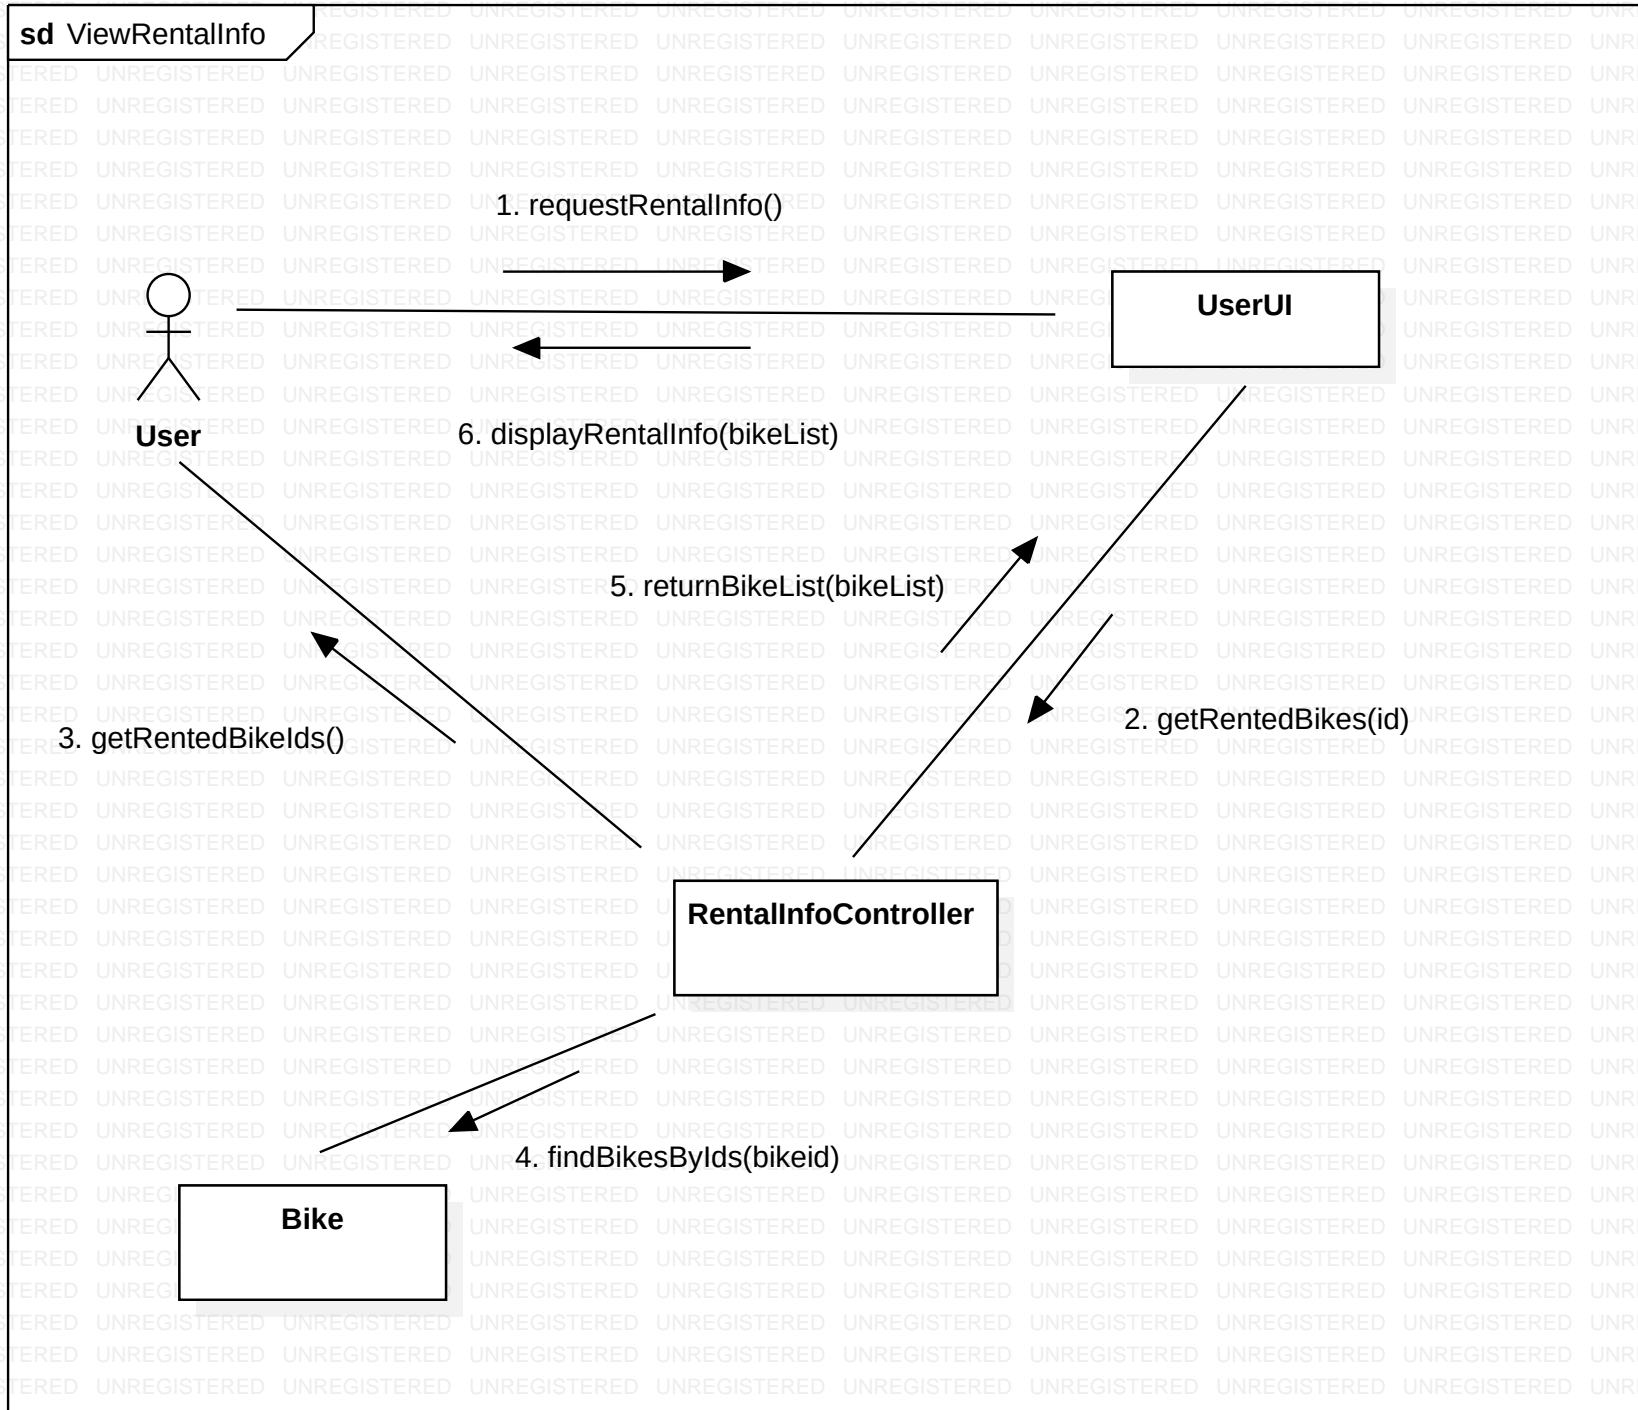 sd ViewRentalInfo
1. requestRentalInfo()
UserUI
User
6. displayRentalInfo(bikeList)
5. returnBikeList(bikeList)
2. getRentedBikes(id)
3. getRentedBikeIds()
RentalInfoController
4. findBikesByIds(bikeid)
Bike
UNREGISTERED